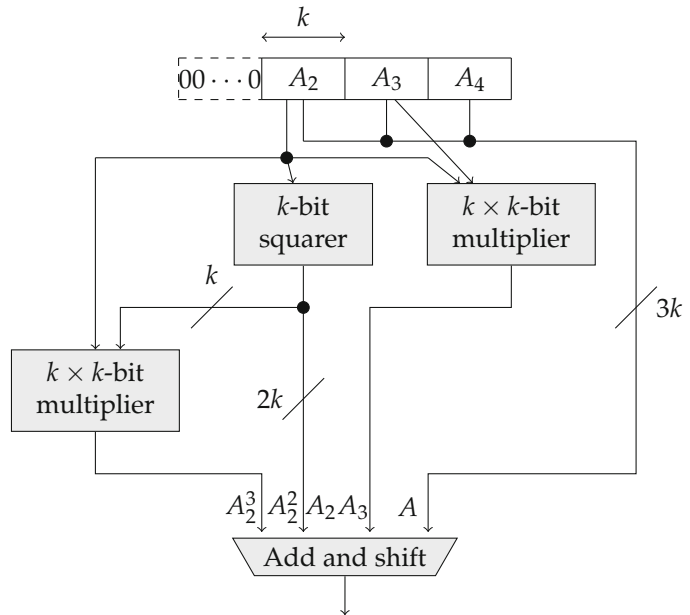 k
00 ⋯ 0 A₂ A₃ A₄
k-bit
squarer
k × k-bit
multiplier
k
3k
k × k-bit
multiplier
2k
A₂³ A₂² A₂A₃ A
Add and shift